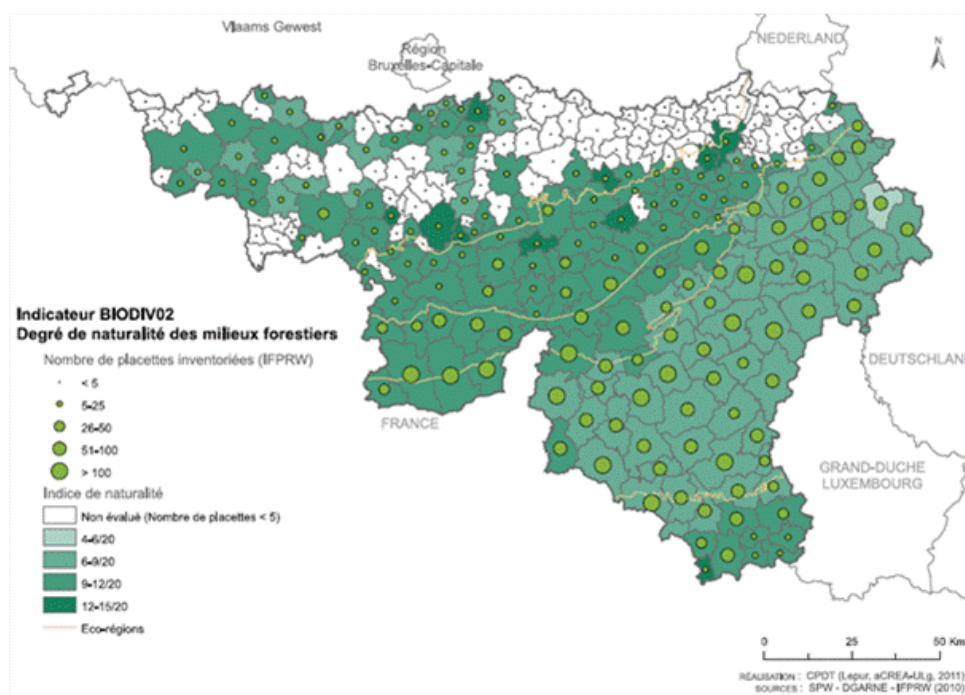 Vlaams Gewest
Région
Bruxelles-Capitale
NEDERLAND
N
Indicateur BIODIV02
Degré de naturalité des milieux forestiers
Nombre de placettes inventoriées (IFPRW)
< 5
5-25
26-50
51-100
> 100
Indice de naturalité
Non évalué (Nombre de placettes < 5)
4-6/20
6-9/20
9-12/20
12-15/20
Eco-régions
FRANCE
DEUTSCHLAND
GRAND-DUCHE
LUXEMBOURG
0 25 50 Km
RÉALISATION : CPDT (Lepur, aCREA-ULg, 2011)
SOURCES : SPW - DGARNE - IFPRW (2010)